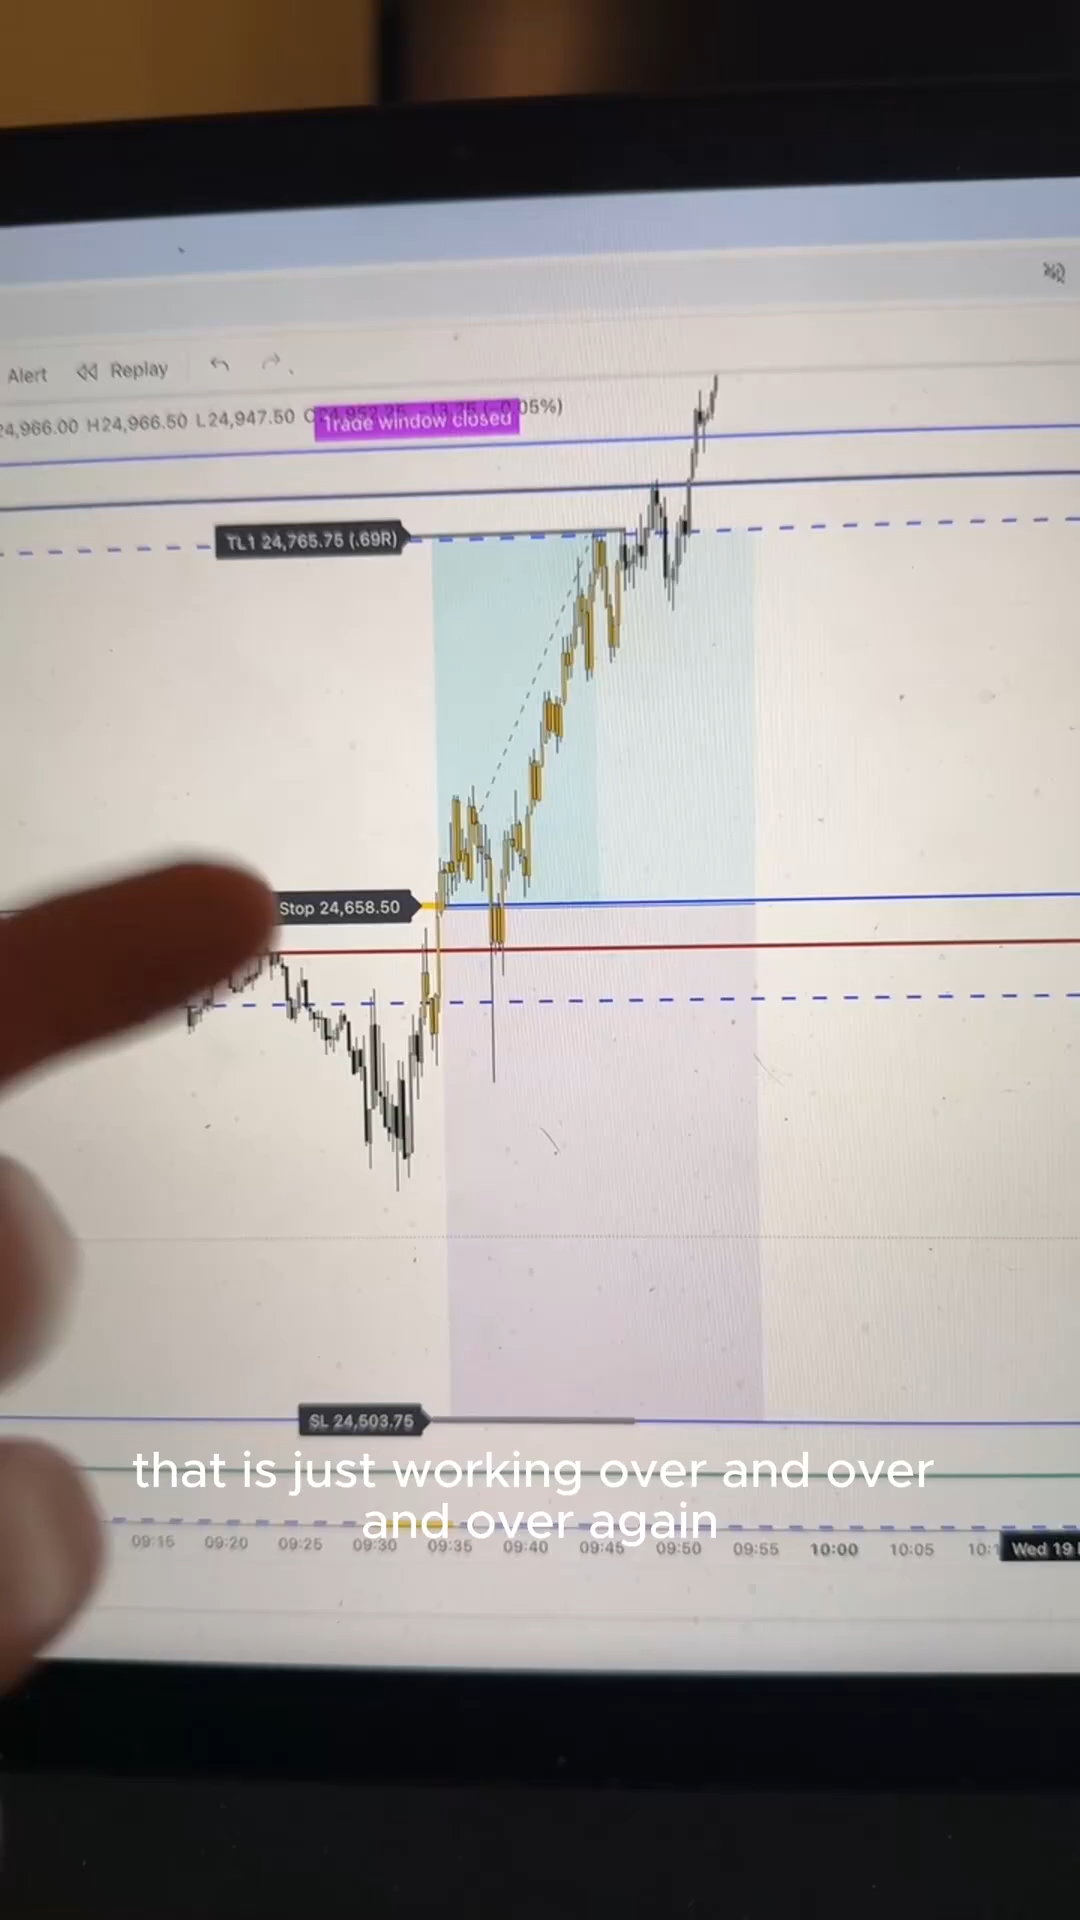 Alert Replay
24,966.00 H24,966.50 L24,947.50 05%)
Trade window closed
TL1 24,765.75 (.69R)
Stop 24,658.50
SL 24,503.75
that is just working over and over
and over again
09:15 09:20 09:25 09:30 09:35 09:40 09:45 09:50 09:55 10:00 10:05 10:1 Wed 19